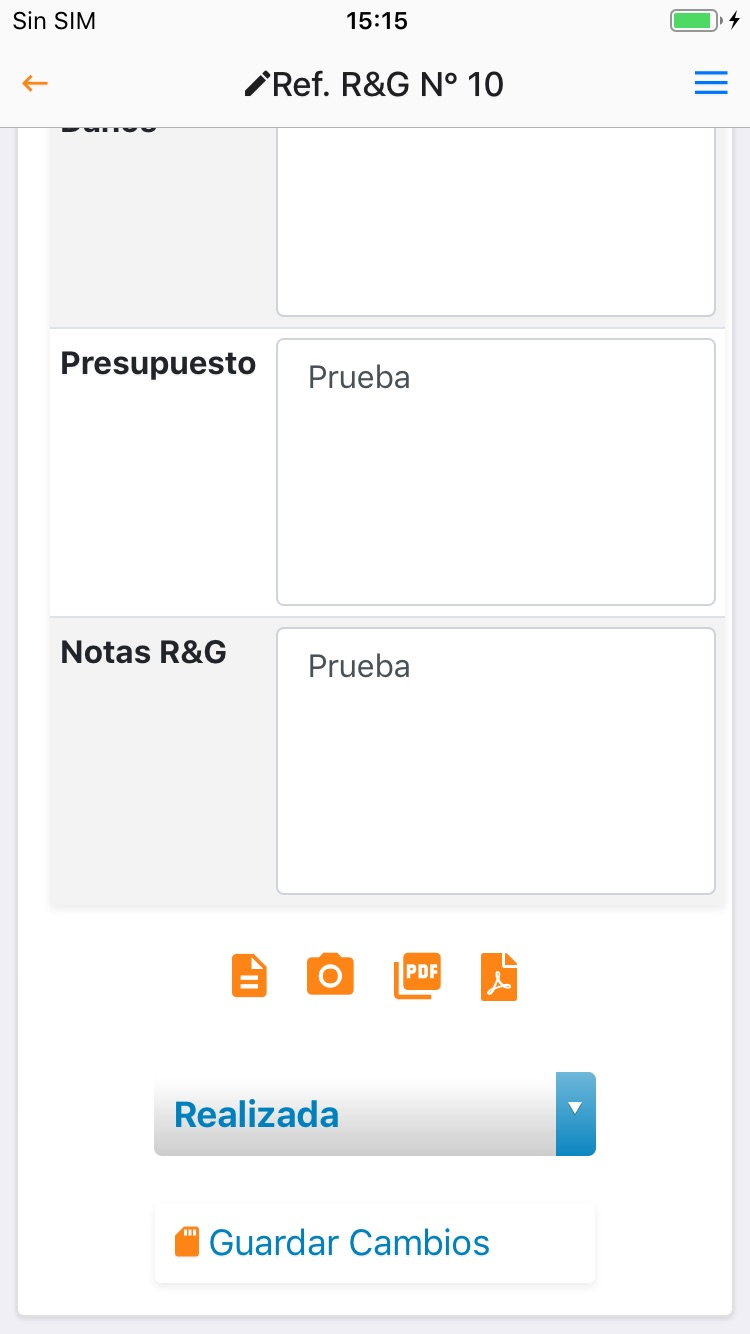 Sin SIM 15:15
Ref. R&G Nº 10
Presupuesto
Prueba
Notas R&G
Prueba
PDF
Realizada
Guardar Cambios